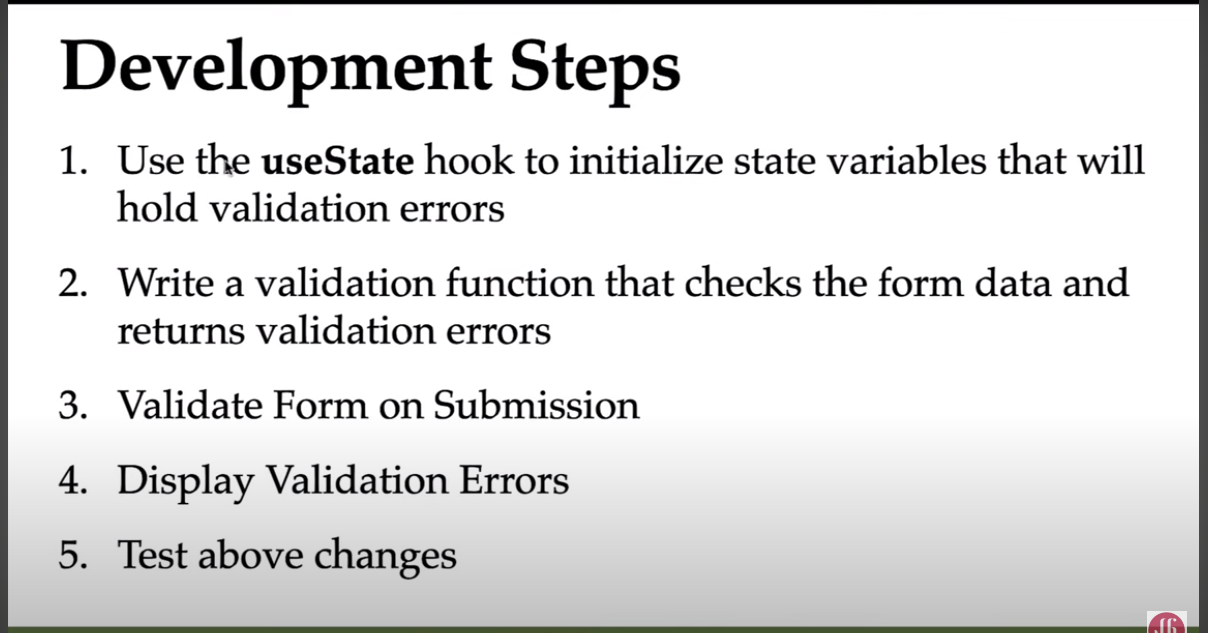 Development Steps
1. Use the useState hook to initialize state variables that will
hold validation errors
2. Write a validation function that checks the form data and
returns validation errors
3. Validate Form on Submission
4. Display Validation Errors
5. Test above changes